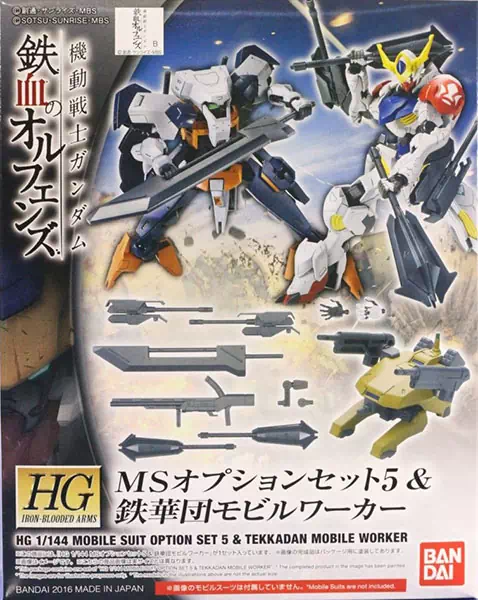 ©創通・サンライズ・MBS
©SOTSU・SUNRISE・MBS
機動戦士ガンダム
鉄血のオルフェンズ
B
HG
IRON-BLOODED ARMS
MSオプションセット5 &
鉄華団モビルワーカー
HG 1/144 MOBILE SUIT OPTION SET 5 & TEKKADAN MOBILE WORKER
BANDAI 2016 MADE IN JAPAN
※写真のモビルスーツは付属していません。 *Mobile Suits are not included.
BAN
DAI